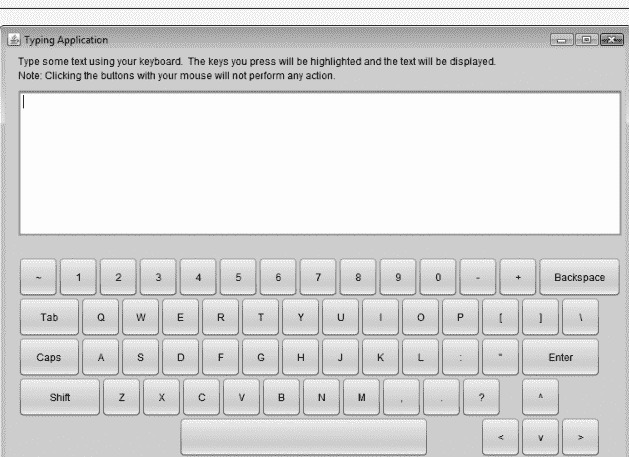 Typing Application
Type some text using your keyboard. The keys you press will be highlighted and the text will be displayed.
Note: Clicking the buttons with your mouse will not perform any action.
~ 1 2 3 4 5 6 7 8 9 0 - + Backspace
Tab Q W E R T Y U I O P [ ] \
Caps A S D F G H J K L : " Enter
Shift Z X C V B N M , . ? ^
< v >